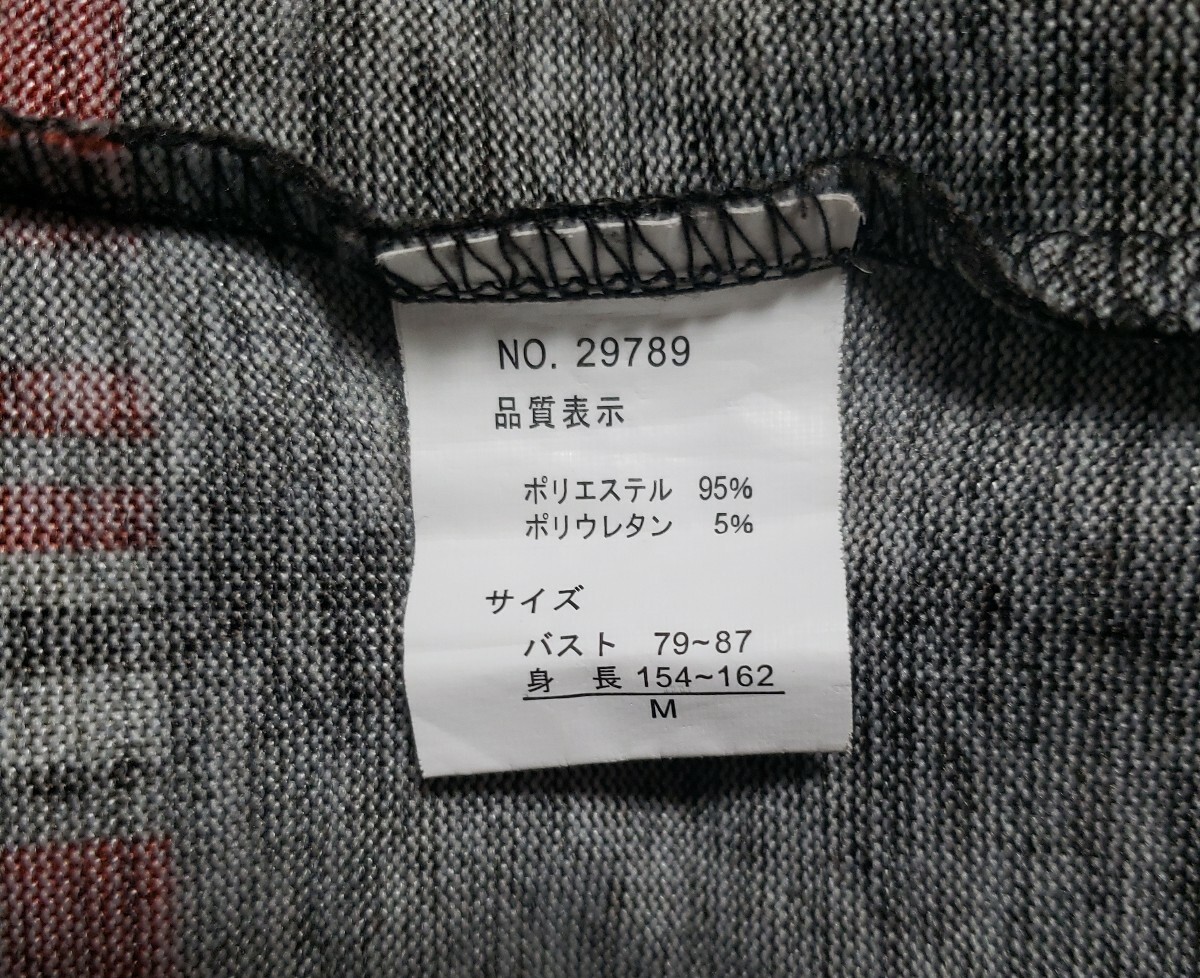 NO. 29789
品質表示
ポリエステル 95%
ポリウレタン 5%
サイズ
バスト 79~87
身 長 154~162
M